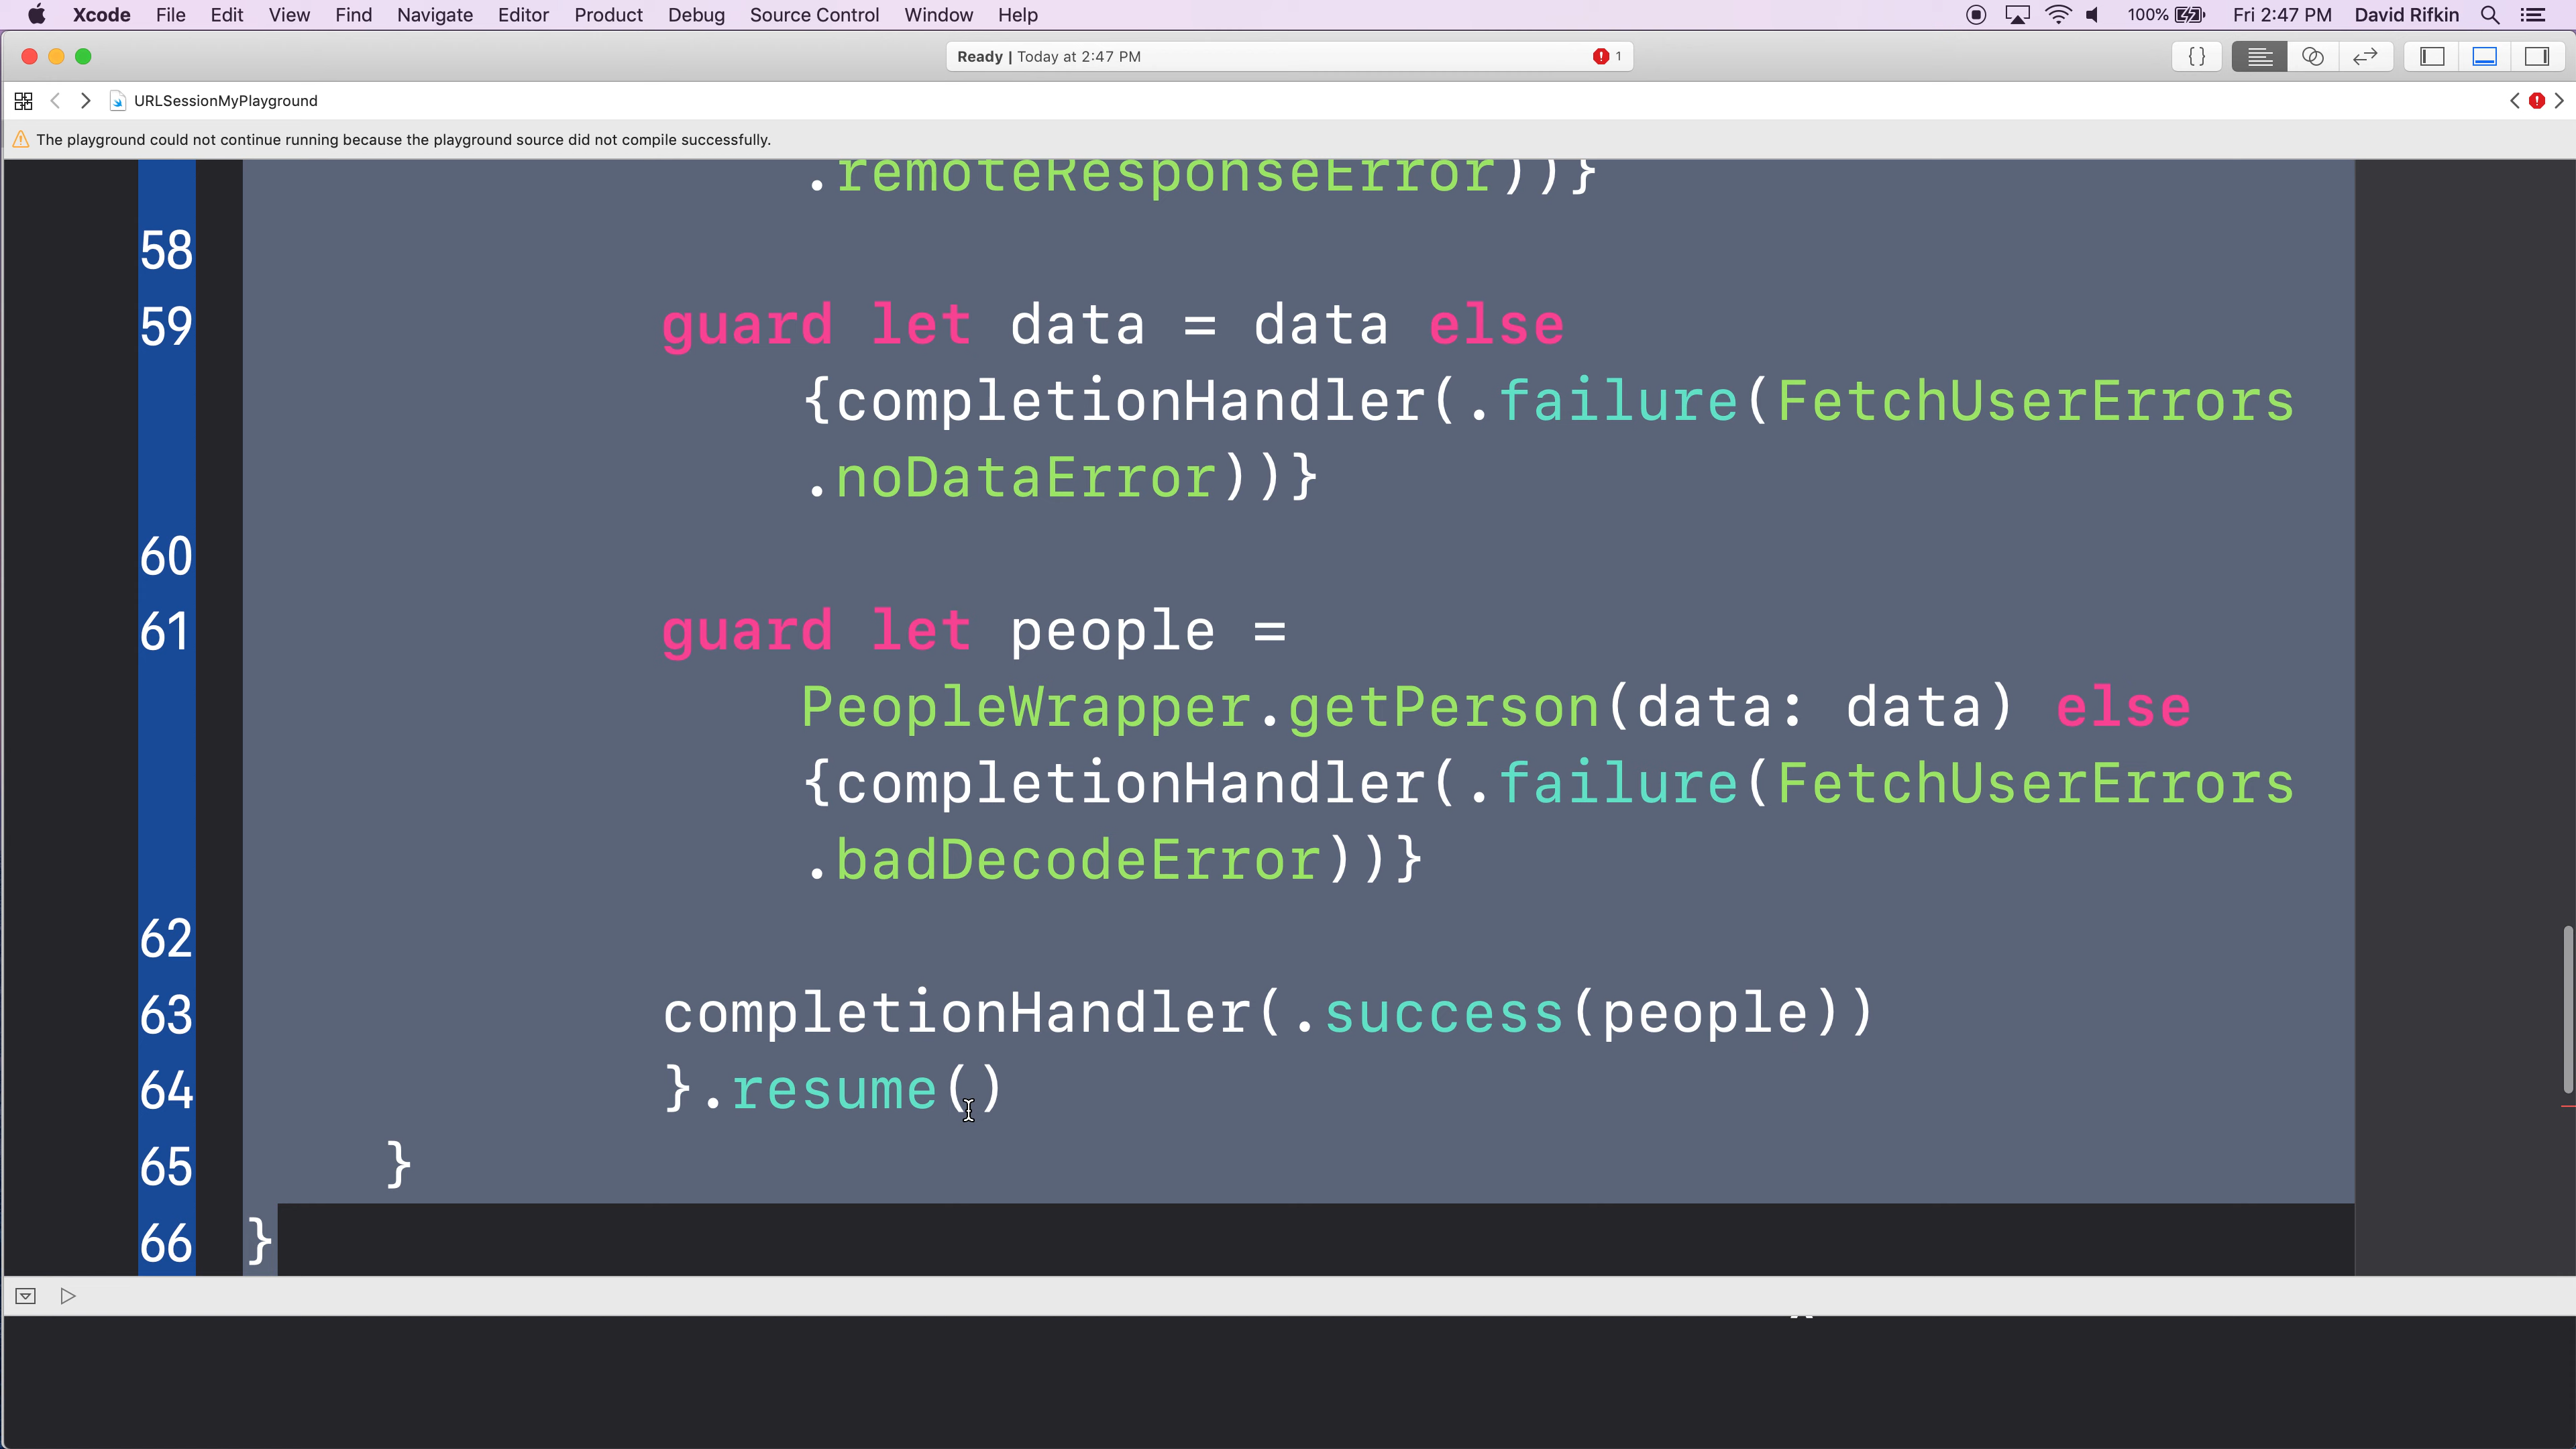 Xcode File Edit View Find Navigate Editor Product Debug Source Control Window Help 100% Fri 2:47 PM David Rifkin
Ready | Today at 2:47 PM 1
{ }
URLSessionMyPlayground
The playground could not continue running because the playground source did not compile successfully.
.remoteResponseError))}
58
59 guard let data = data else
{completionHandler(.failure(FetchUserErrors
.noDataError))}
60
61 guard let people =
PeopleWrapper.getPerson(data: data) else
{completionHandler(.failure(FetchUserErrors
.badDecodeError))}
62
63 completionHandler(.success(people))
64 }.resume()
65 }
66 }